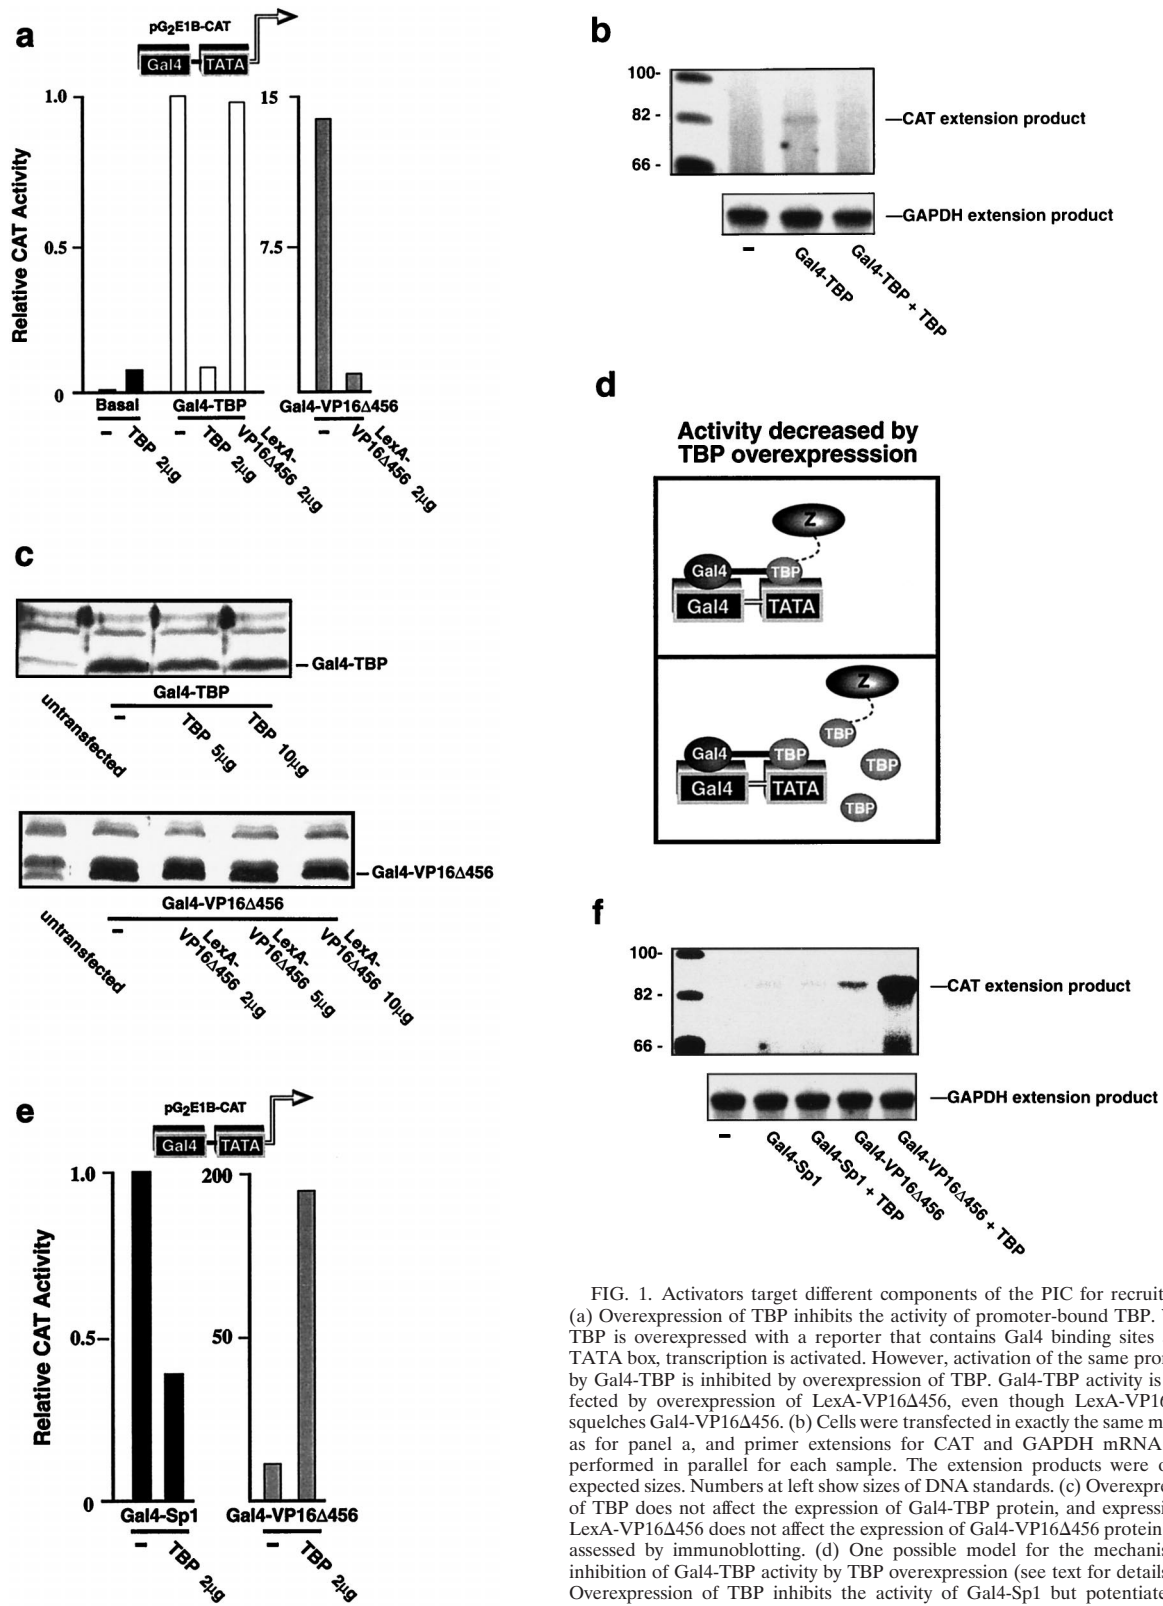 a
pG2E1B-CAT
Gal4
TATA
Relative CAT Activity
1.0
0.5
0
15
7.5
Basal
Gal4-TBP
Gal4-VP16Δ456
–
TBP 2µg
–
TBP 2µg
LexA-
VP16Δ456 2µg
–
LexA-
VP16Δ456 2µg
b
100-
82 -
66 -
—CAT extension product
—GAPDH extension product
–
Gal4-TBP
Gal4-TBP + TBP
c
—Gal4-TBP
Gal4-TBP
untransfected
–
TBP 5µg
TBP 10µg
—Gal4-VP16Δ456
Gal4-VP16Δ456
untransfected
–
LexA-
VP16Δ456 2µg
LexA-
VP16Δ456 5µg
LexA-
VP16Δ456 10µg
d
Activity decreased by
TBP overexpresssion
Z
Gal4
TBP
Gal4
TATA
Z
TBP
Gal4
TBP
TBP
Gal4
TATA
TBP
e
pG2E1B-CAT
Gal4
TATA
Relative CAT Activity
1.0
0.5
0
200
50
Gal4-Sp1
Gal4-VP16Δ456
–
TBP 2µg
–
TBP 2µg
f
100-
82 -
66 -
—CAT extension product
—GAPDH extension product
–
Gal4-Sp1
Gal4-Sp1 + TBP
Gal4-VP16Δ456
Gal4-VP16Δ456 + TBP
FIG. 1. Activators target different components of the PIC for recruit
(a) Overexpression of TBP inhibits the activity of promoter-bound TBP.
TBP is overexpressed with a reporter that contains Gal4 binding sites
TATA box, transcription is activated. However, activation of the same pro
by Gal4-TBP is inhibited by overexpression of TBP. Gal4-TBP activity is
fected by overexpression of LexA-VP16Δ456, even though LexA-VP16
squelches Gal4-VP16Δ456. (b) Cells were transfected in exactly the same m
as for panel a, and primer extensions for CAT and GAPDH mRNA
performed in parallel for each sample. The extension products were o
expected sizes. Numbers at left show sizes of DNA standards. (c) Overexpre
of TBP does not affect the expression of Gal4-TBP protein, and expressi
LexA-VP16Δ456 does not affect the expression of Gal4-VP16Δ456 protein
assessed by immunoblotting. (d) One possible model for the mechanis
inhibition of Gal4-TBP activity by TBP overexpression (see text for details
Overexpression of TBP inhibits the activity of Gal4-Sp1 but potentiate